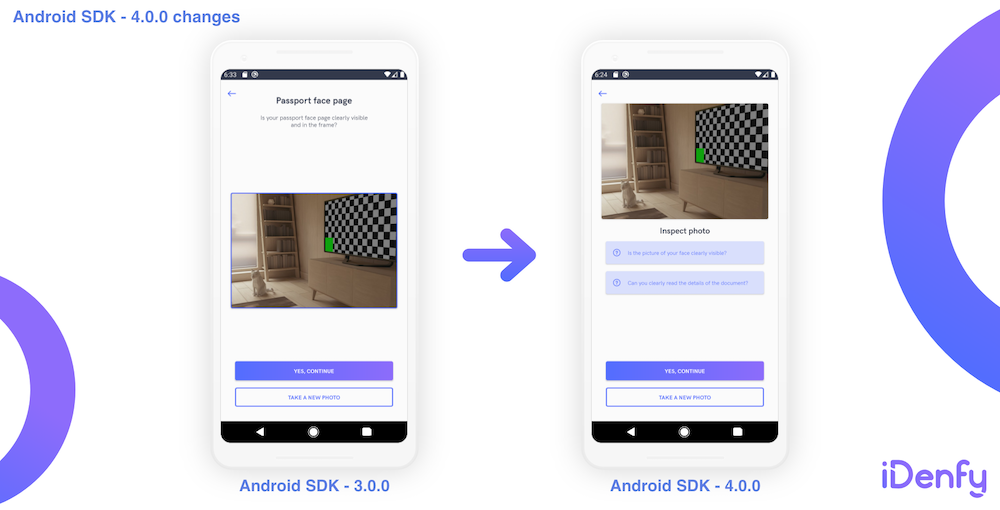 Android SDK - 4.0.0 changes
6:33
Passport face page
Is your passport face page clearly visible
and in the frame?
YES, CONTINUE
TAKE A NEW PHOTO
Android SDK - 3.0.0
6:24
Inspect photo
Is the picture of your face clearly visible?
Can you clearly read the details of the document?
YES, CONTINUE
TAKE A NEW PHOTO
Android SDK - 4.0.0
iDenfy